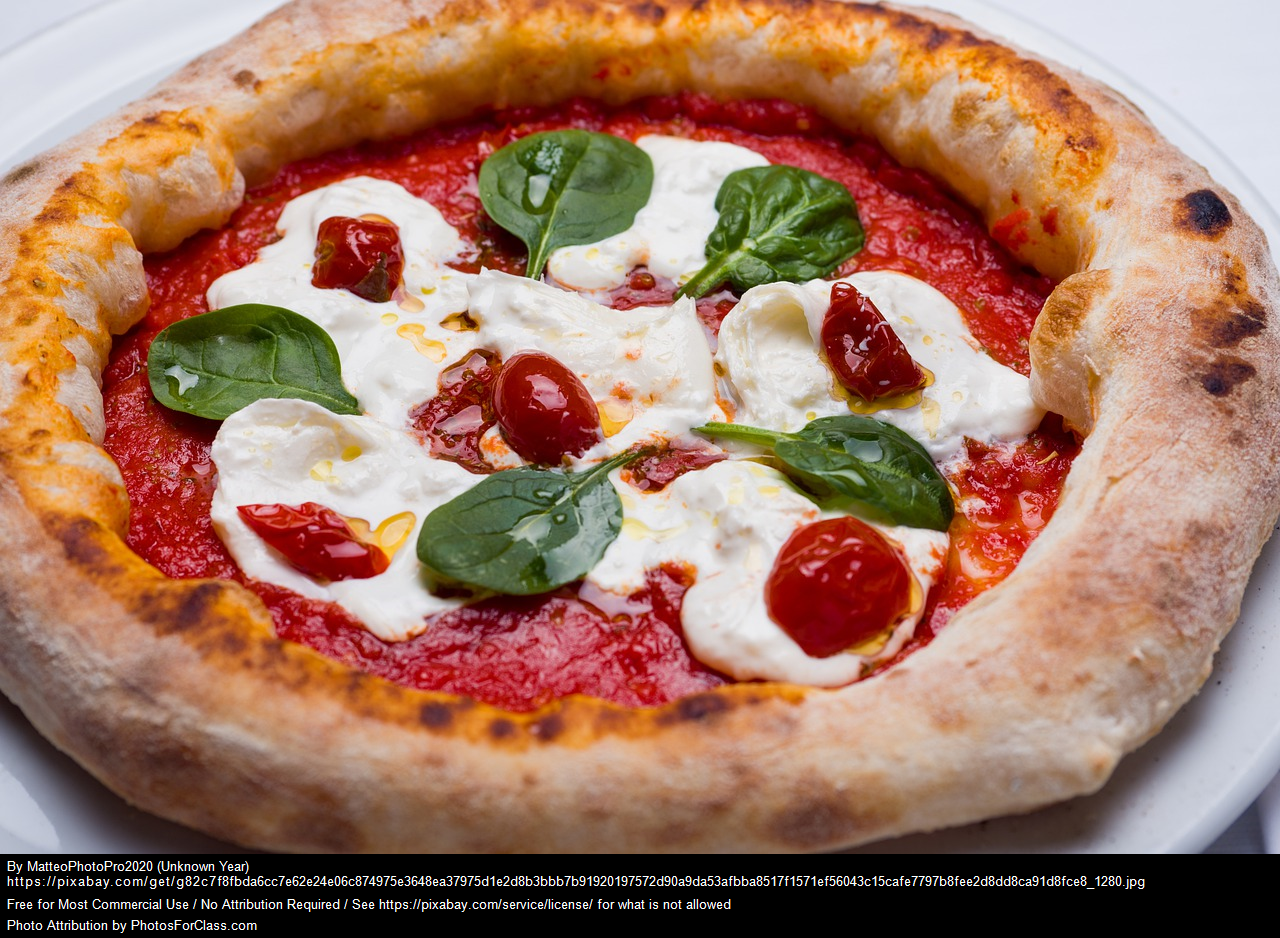 By MatteoPhotoPro2020 (Unknown Year)
https://pixabay.com/get/g82c7f8fbda6cc7e62e24e06c874975e3648ea37975d1e2d8b3bbb7b91920197572d90a9da53afbba8517f1571ef56043c15cafe7797b8fee2d8dd8ca91d8fce8_1280.jpg
Free for Most Commercial Use / No Attribution Required / See https://pixabay.com/service/license/ for what is not allowed
Photo Attribution by PhotosForClass.com